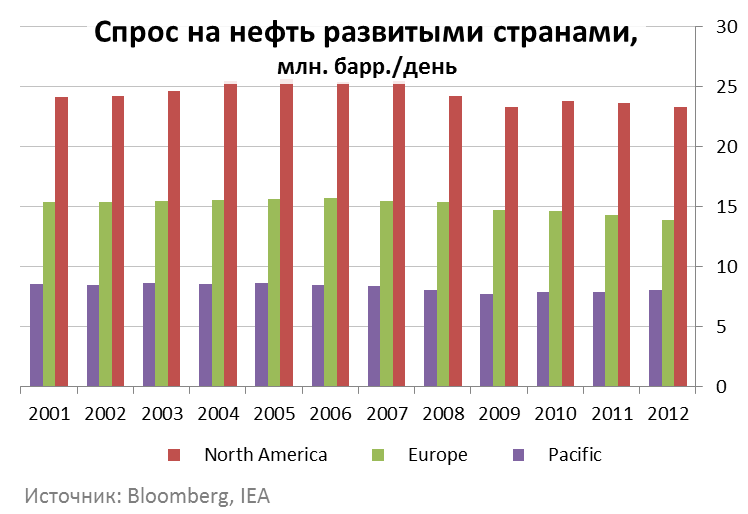 Спрос на нефть развитыми странами,
млн. барр./день
30
25
20
15
10
5
0
2001 2002 2003 2004 2005 2006 2007 2008 2009 2010 2011 2012
North America Europe Pacific
Источник: Bloomberg, IEA